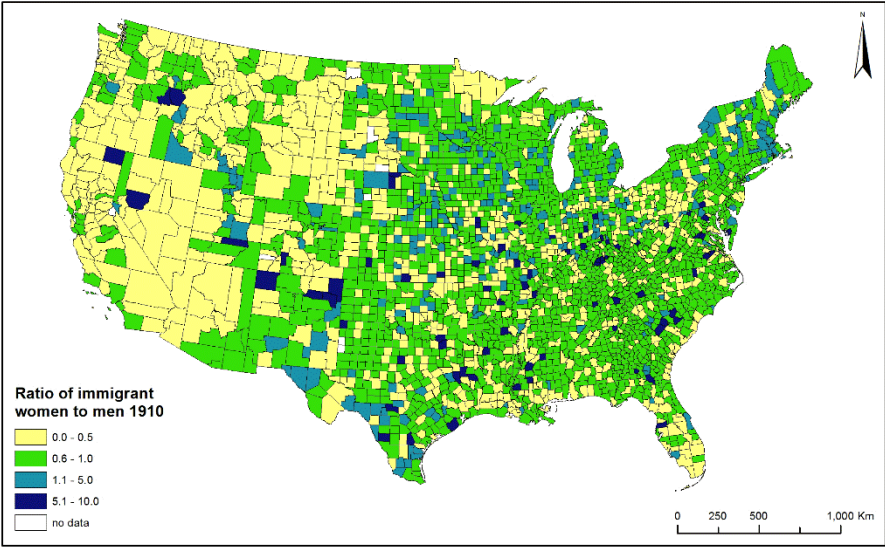 N
Ratio of immigrant
women to men 1910
0.0 - 0.5
0.6 - 1.0
1.1 - 5.0
5.1 - 10.0
no data
0 250 500 1,000 Km